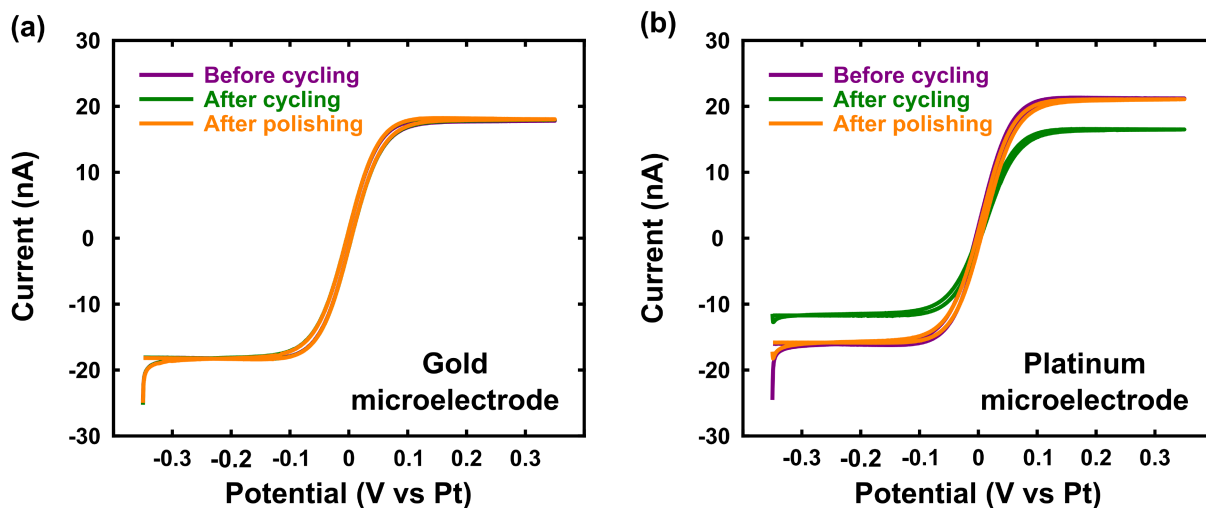 (a)
30
20
10
0
-10
-20
-30
Current (nA)
Before cycling
After cycling
After polishing
Gold
microelectrode
-0.3 -0.2 -0.1 0 0.1 0.2 0.3
Potential (V vs Pt)
(b)
30
20
10
0
-10
-20
-30
Current (nA)
Before cycling
After cycling
After polishing
Platinum
microelectrode
-0.3 -0.2 -0.1 0 0.1 0.2 0.3
Potential (V vs Pt)